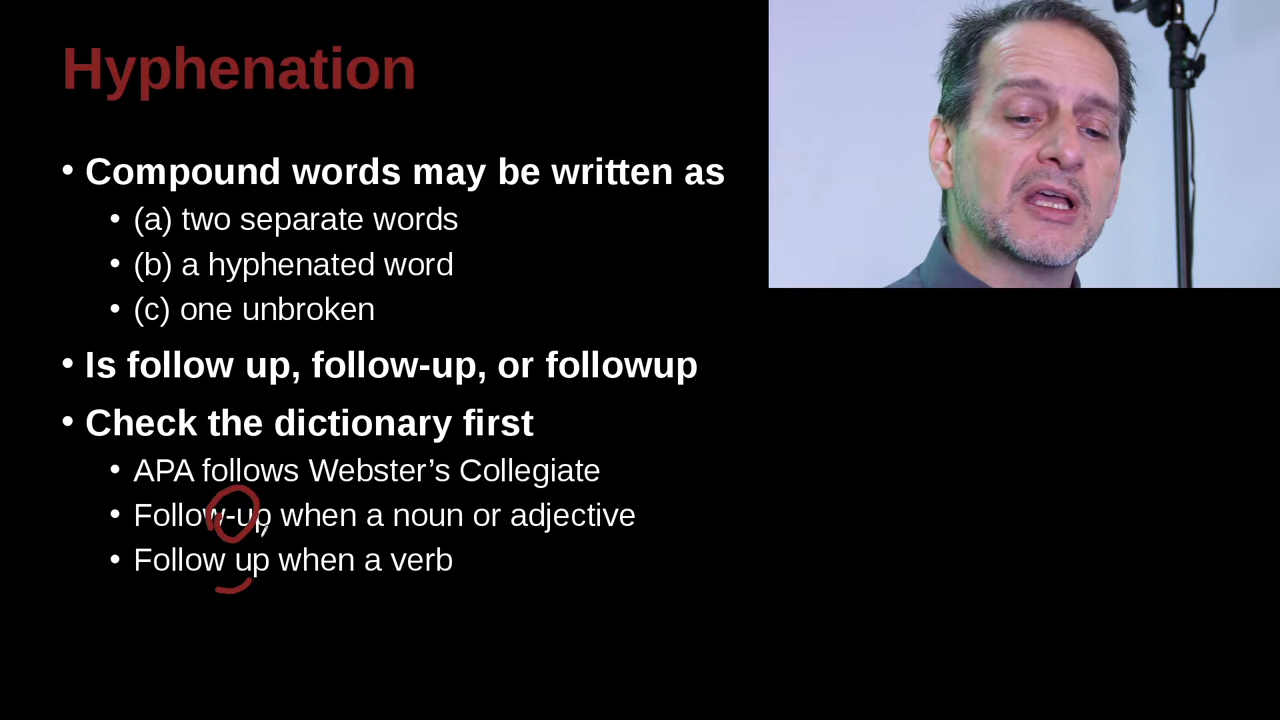 Hyphenation
• Compound words may be written as
• (a) two separate words
• (b) a hyphenated word
• (c) one unbroken
• Is follow up, follow-up, or followup
• Check the dictionary first
• APA follows Webster’s Collegiate
• Follow-up, when a noun or adjective
• Follow up when a verb